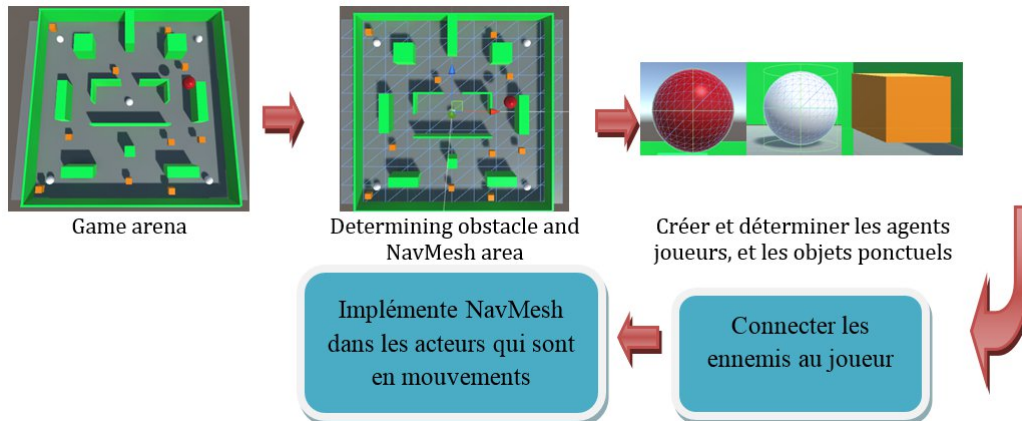 Game arena
Determining obstacle and
NavMesh area
Créer et déterminer les agents
joueurs, et les objets ponctuels
Connecter les
ennemis au joueur
Implémente NavMesh
dans les acteurs qui sont
en mouvements